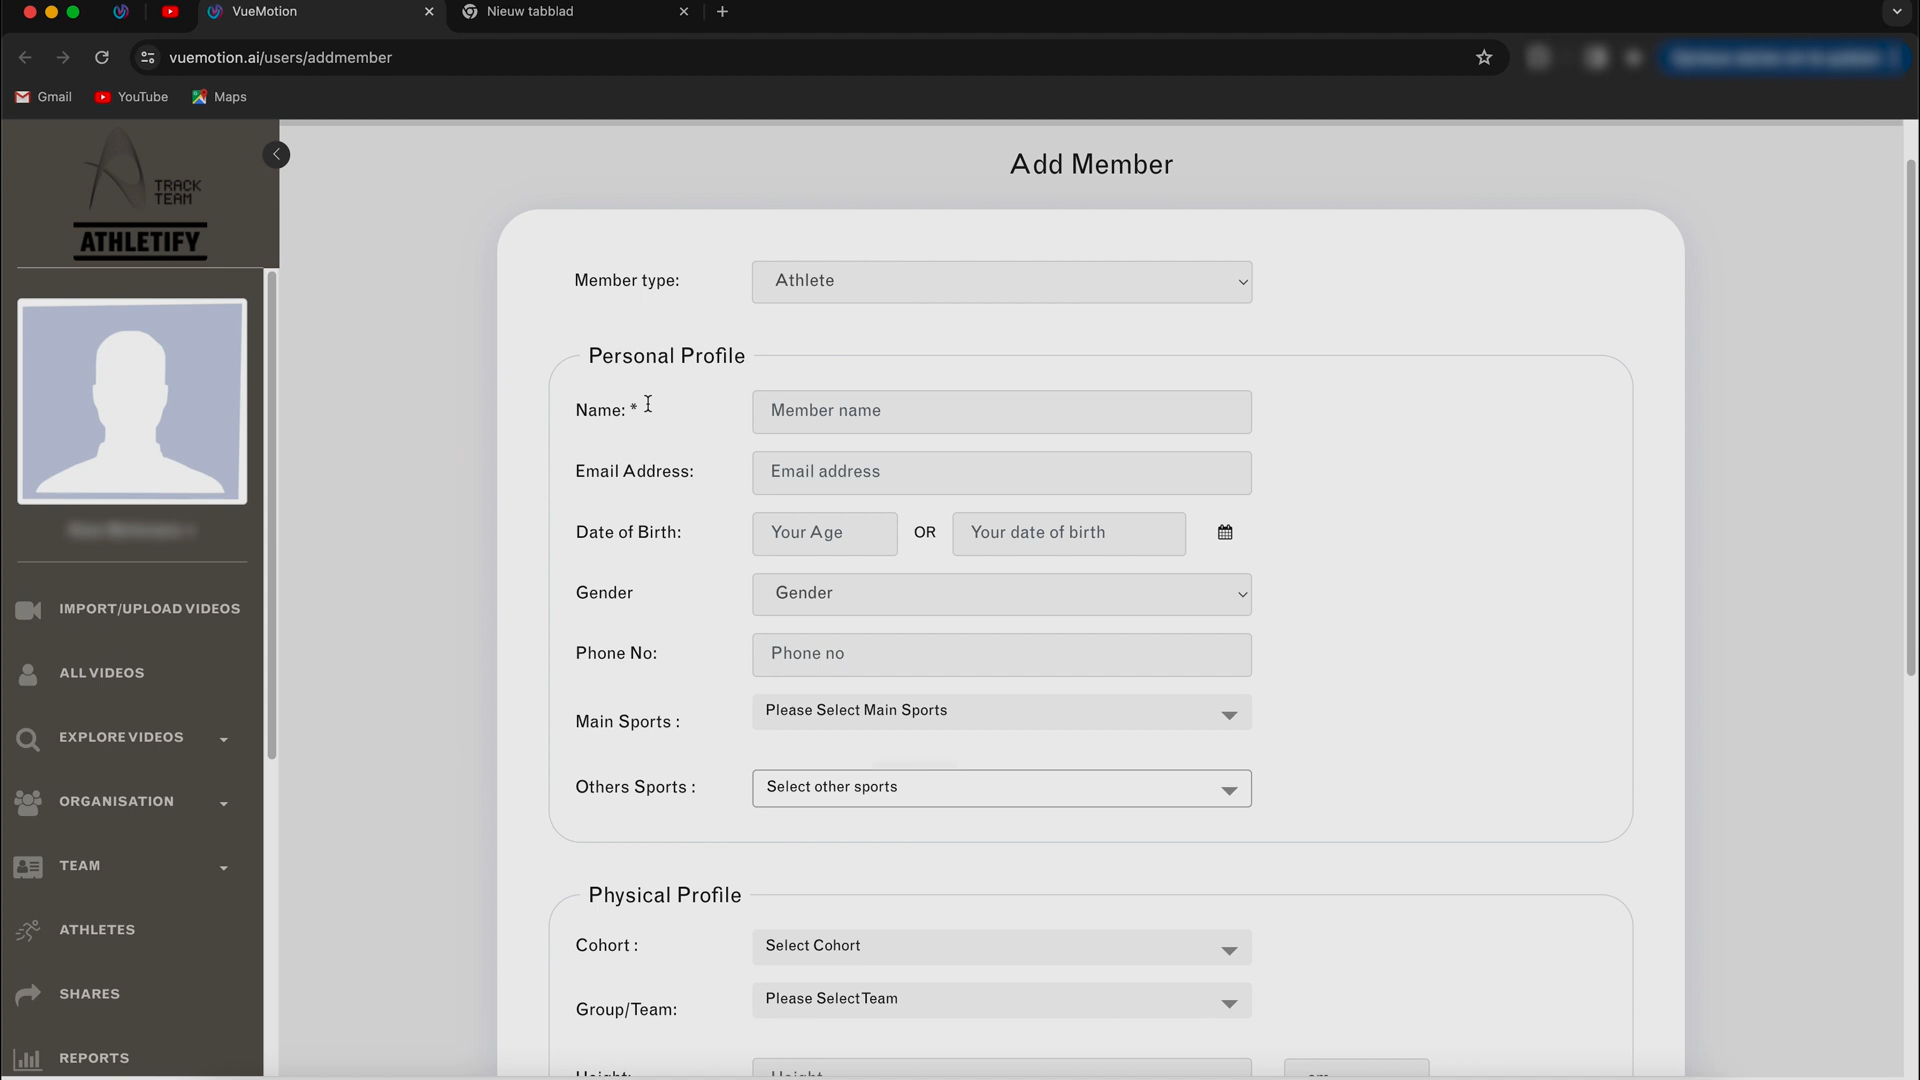 VueMotion
Nieuw tabblad
vuemotion.ai/users/addmember
Gmail
YouTube
Maps
TRACK
TEAM
ATHLETIFY
IMPORT/UPLOAD VIDEOS
ALL VIDEOS
EXPLORE VIDEOS
ORGANISATION
TEAM
ATHLETES
SHARES
REPORTS
Add Member
Member type: Athlete
Personal Profile
Name: * Member name
Email Address: Email address
Date of Birth: Your Age OR Your date of birth
Gender Gender
Phone No: Phone no
Main Sports : Please Select Main Sports
Others Sports : Select other sports
Physical Profile
Cohort : Select Cohort
Group/Team: Please Select Team
Height: Height cm